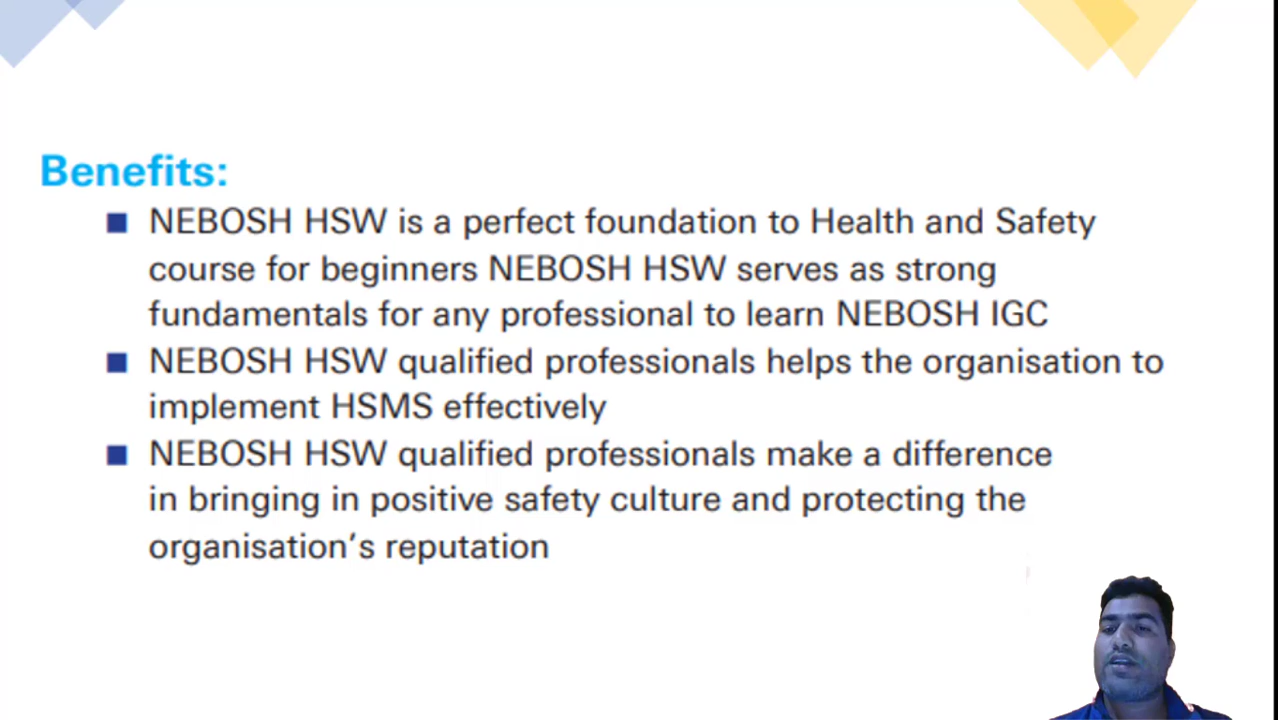 Benefits:
NEBOSH HSW is a perfect foundation to Health and Safety
course for beginners NEBOSH HSW serves as strong
fundamentals for any professional to learn NEBOSH IGC
NEBOSH HSW qualified professionals helps the organisation to
implement HSMS effectively
NEBOSH HSW qualified professionals make a difference
in bringing in positive safety culture and protecting the
organisation’s reputation